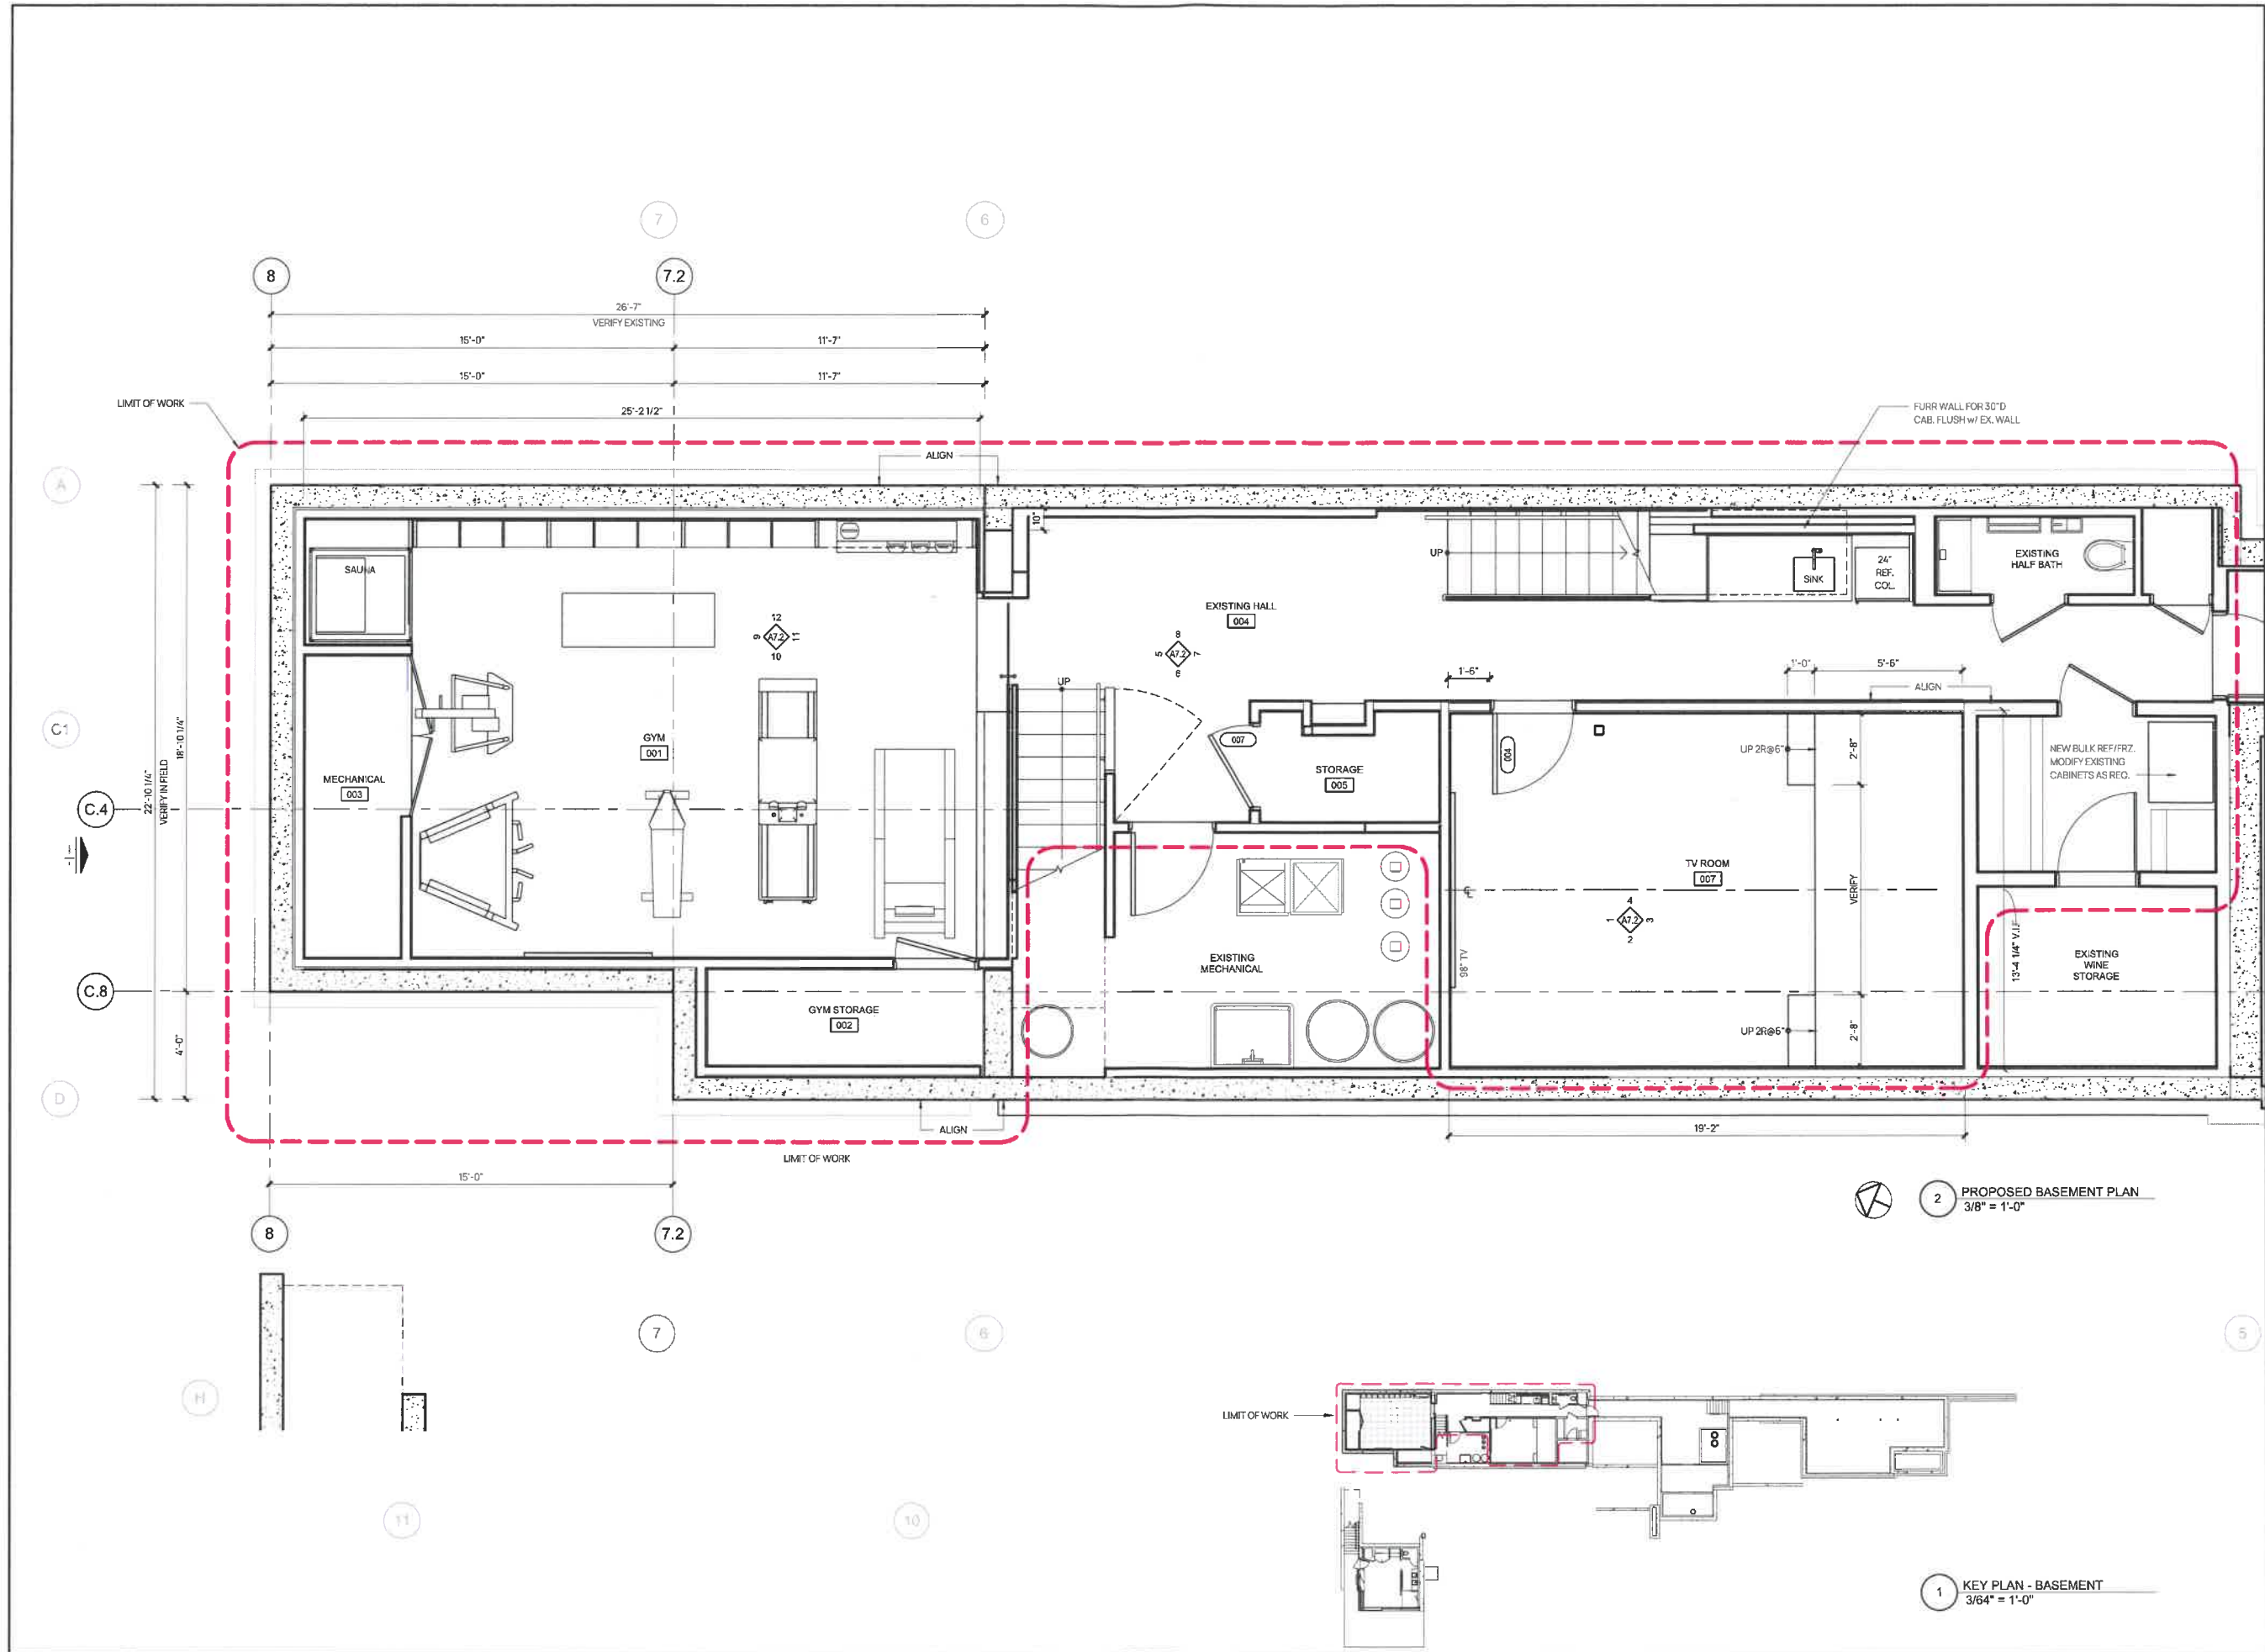 7
6
8
7.2
26'-7"
VERIFY EXISTING
15'-0"
11'-7"
15'-0"
11'-7"
LIMIT OF WORK
25'-2 1/2"
FURR WALL FOR 30"D
CAB. FLUSH w/ EX. WALL
ALIGN
A
10"
UP
SAUNA
SINK
24"
REF.
COL.
EXISTING
HALF BATH
EXISTING HALL
004
12
9
A7.2
11
10
8
5
A7.2
7
6
1'-6"
1'-0"
5'-6"
ALIGN
UP
C1
22'-10 1/4"
VERIFY IN FIELD
18'-10 1/4"
GYM
001
007
STORAGE
005
004
UP 2R@6"
2'-8"
NEW BULK REF/FRZ.
MODIFY EXISTING
CABINETS AS REQ.
MECHANICAL
003
C.4
TV ROOM
007
VERIFY
4
1
A7.2
3
2
98" TV
13'-4 1/4" V.I.F
EXISTING
MECHANICAL
EXISTING
WINE
STORAGE
C.8
GYM STORAGE
002
UP 2R@6"
2'-8"
4'-0"
D
ALIGN
19'-2"
LIMIT OF WORK
15'-0"
2
PROPOSED BASEMENT PLAN
3/8" = 1'-0"
8
7.2
7
6
5
H
LIMIT OF WORK
11
10
1
KEY PLAN - BASEMENT
3/64" = 1'-0"